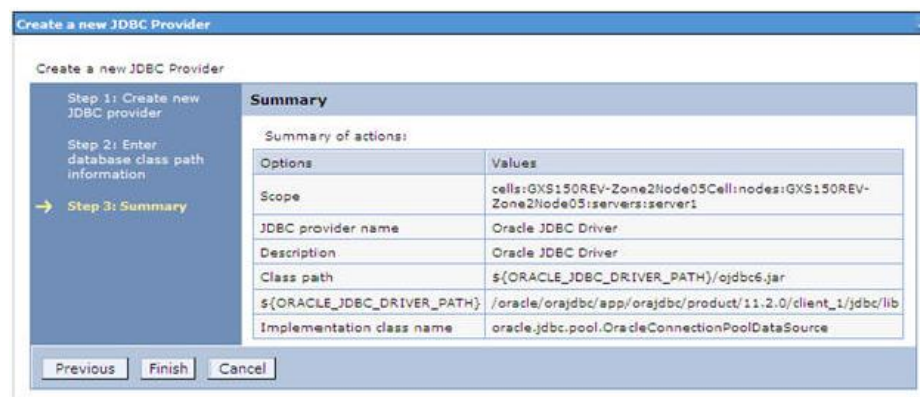 Create a new JDBC Provider
Create a new JDBC Provider
Step 1: Create new
JDBC provider
Step 2: Enter
database class path
information
Step 3: Summary
Summary
Summary of actions:
Options Values
Scope cells:GXS150REV-Zone2Node05Cell:nodes:GXS150REV-
Zone2Node05:servers:server1
JDBC provider name Oracle JDBC Driver
Description Oracle JDBC Driver
Class path ${ORACLE_JDBC_DRIVER_PATH}/ojdbc6.jar
${ORACLE_JDBC_DRIVER_PATH} /oracle/orajdbc/app/orajdbc/product/11.2.0/client_1/jdbc/lib
Implementation class name oracle.jdbc.pool.OracleConnectionPoolDataSource
Previous Finish Cancel